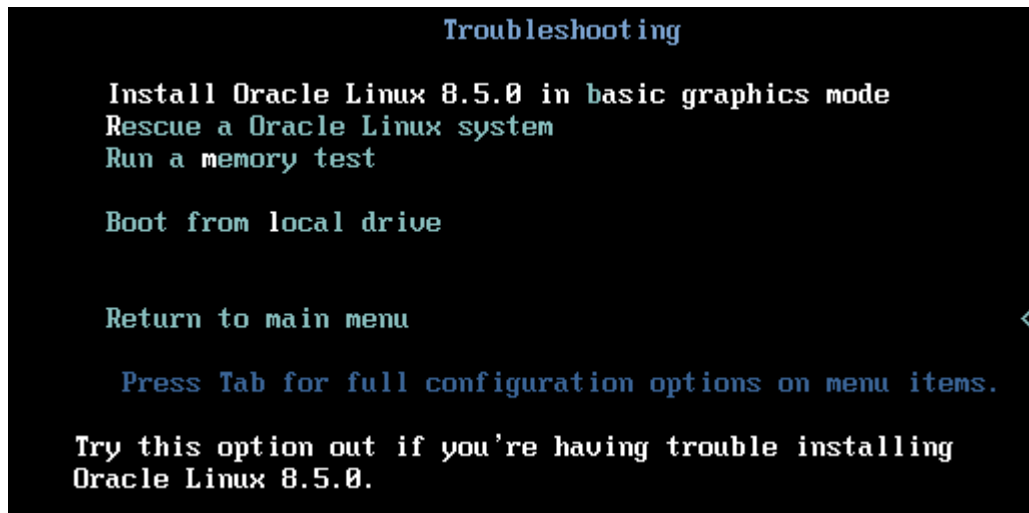 Troubleshooting
Install Oracle Linux 8.5.0 in basic graphics mode
Rescue a Oracle Linux system
Run a memory test
Boot from local drive
Return to main menu <
Press Tab for full configuration options on menu items.
Try this option out if you're having trouble installing
Oracle Linux 8.5.0.